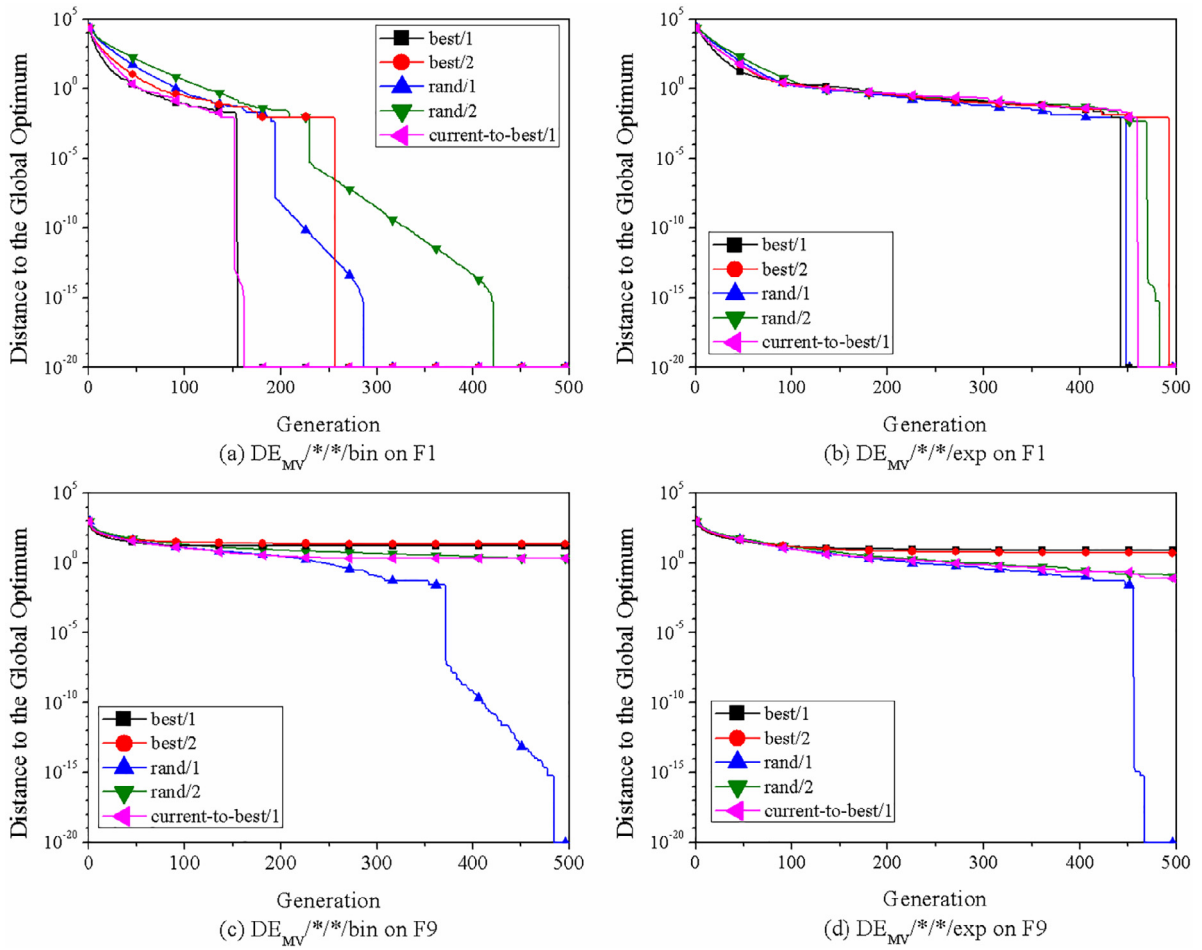 10^5
10^0
10^-5
10^-10
10^-15
10^-20
Distance to the Global Optimum
best/1
best/2
rand/1
rand/2
current-to-best/1
0 100 200 300 400 500
Generation
(a) DE_MV/*/*/bin on F1
10^5
10^0
10^-5
10^-10
10^-15
10^-20
Distance to the Global Optimum
best/1
best/2
rand/1
rand/2
current-to-best/1
0 100 200 300 400 500
Generation
(b) DE_MV/*/*/exp on F1
10^5
10^0
10^-5
10^-10
10^-15
10^-20
Distance to the Global Optimum
best/1
best/2
rand/1
rand/2
current-to-best/1
0 100 200 300 400 500
Generation
(c) DE_MV/*/*/bin on F9
10^5
10^0
10^-5
10^-10
10^-15
10^-20
Distance to the Global Optimum
best/1
best/2
rand/1
rand/2
current-to-best/1
0 100 200 300 400 500
Generation
(d) DE_MV/*/*/exp on F9